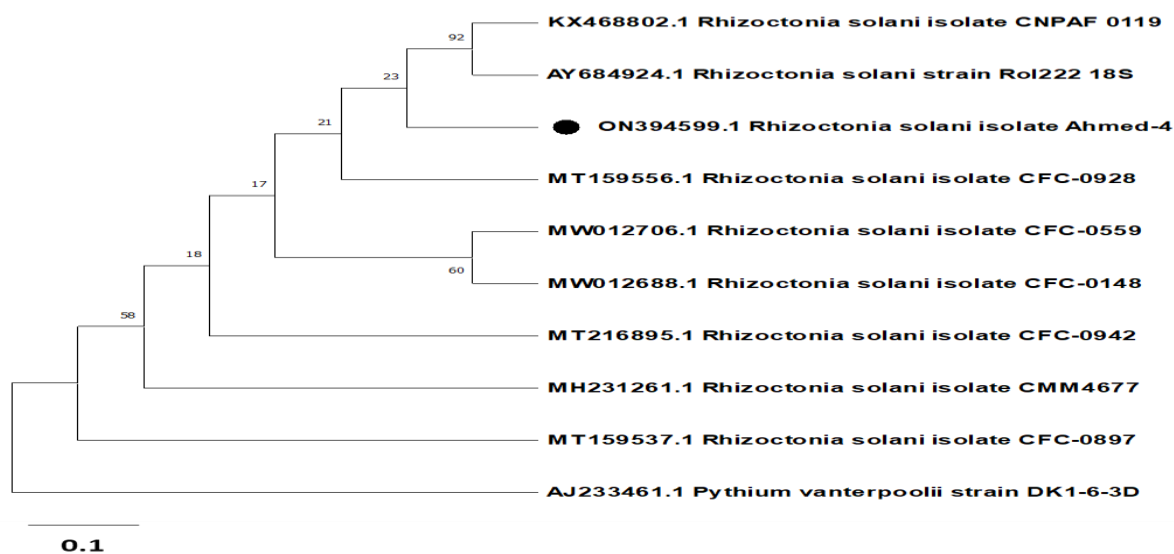 KX468802.1 Rhizoctonia solani isolate CNPAF 0119
92
AY684924.1 Rhizoctonia solani strain Rol222 18S
23
21
ON394599.1 Rhizoctonia solani isolate Ahmed-4
MT159556.1 Rhizoctonia solani isolate CFC-0928
17
MW012706.1 Rhizoctonia solani isolate CFC-0559
18
60
MW012688.1 Rhizoctonia solani isolate CFC-0148
58
MT216895.1 Rhizoctonia solani isolate CFC-0942
MH231261.1 Rhizoctonia solani isolate CMM4677
MT159537.1 Rhizoctonia solani isolate CFC-0897
AJ233461.1 Pythium vanterpoolii strain DK1-6-3D
0.1